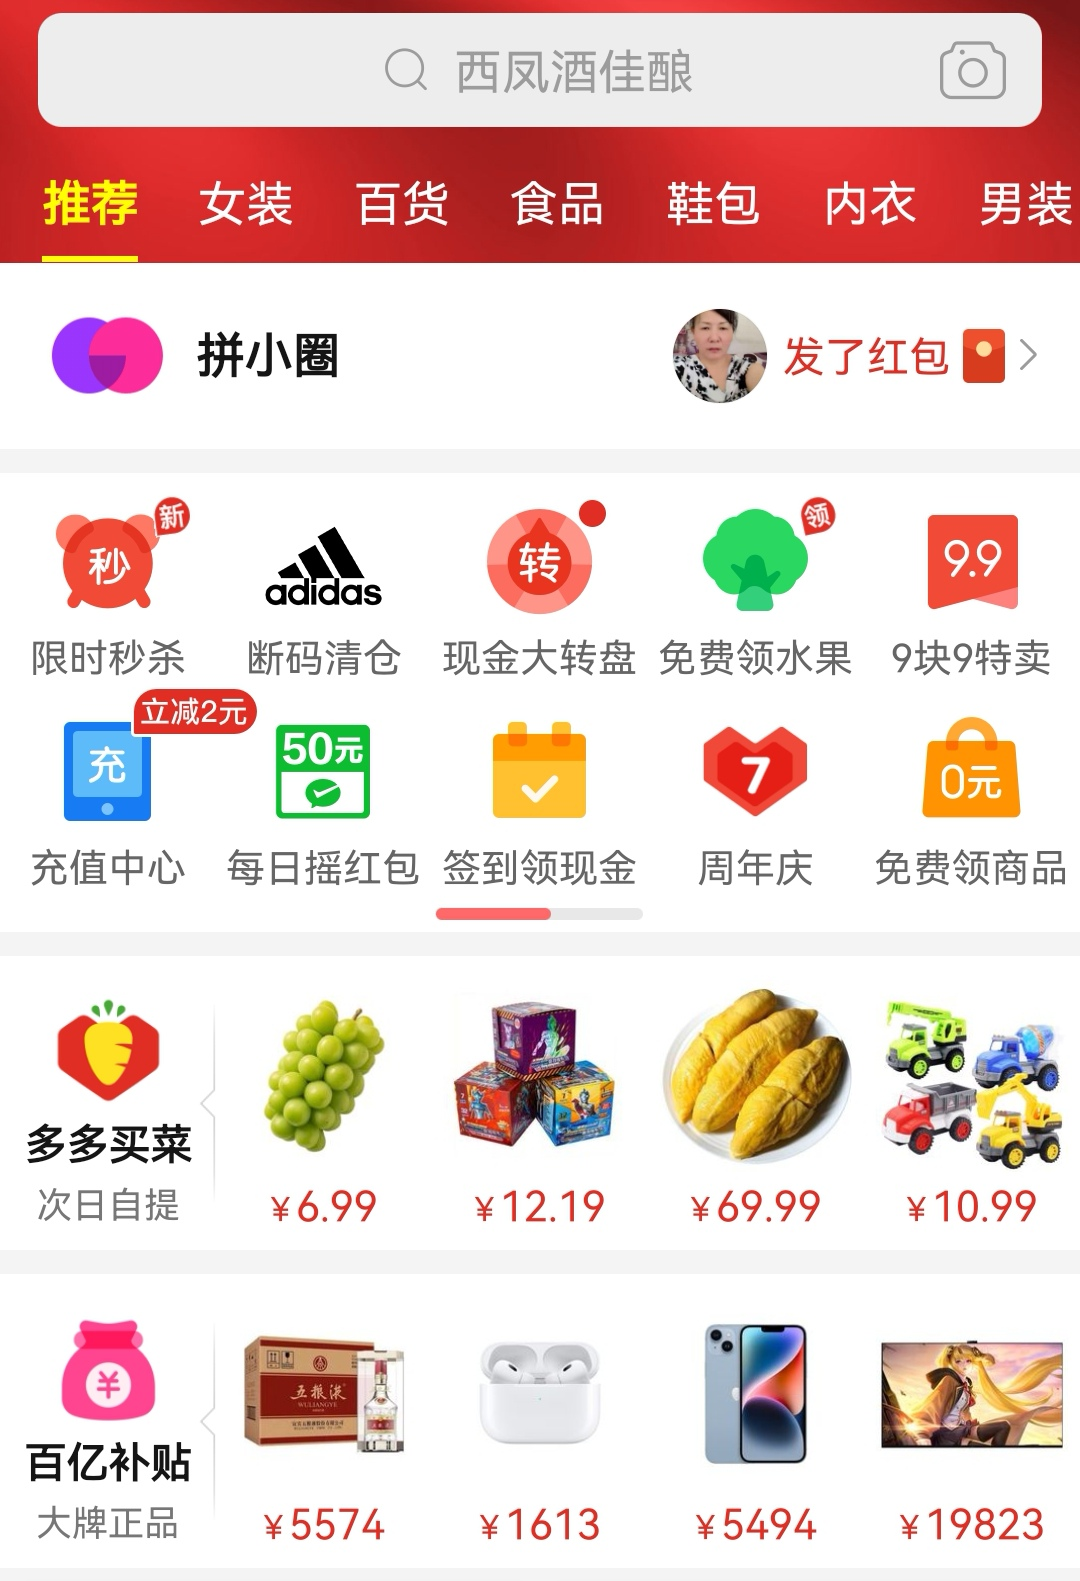 西凤酒佳酿
推荐 女装 百货 食品 鞋包 内衣 男装
拼小圈 发了红包
新 领
秒 adidas 转 9.9
限时秒杀 断码清仓 现金大转盘 免费领水果 9块9特卖
立减2元
充 50元 7 0元
充值中心 每日摇红包 签到领现金 周年庆 免费领商品
多多买菜
次日自提
¥6.99 ¥12.19 ¥69.99 ¥10.99
¥
五粮液
WULIANGYE
百亿补贴
大牌正品
¥5574 ¥1613 ¥5494 ¥19823